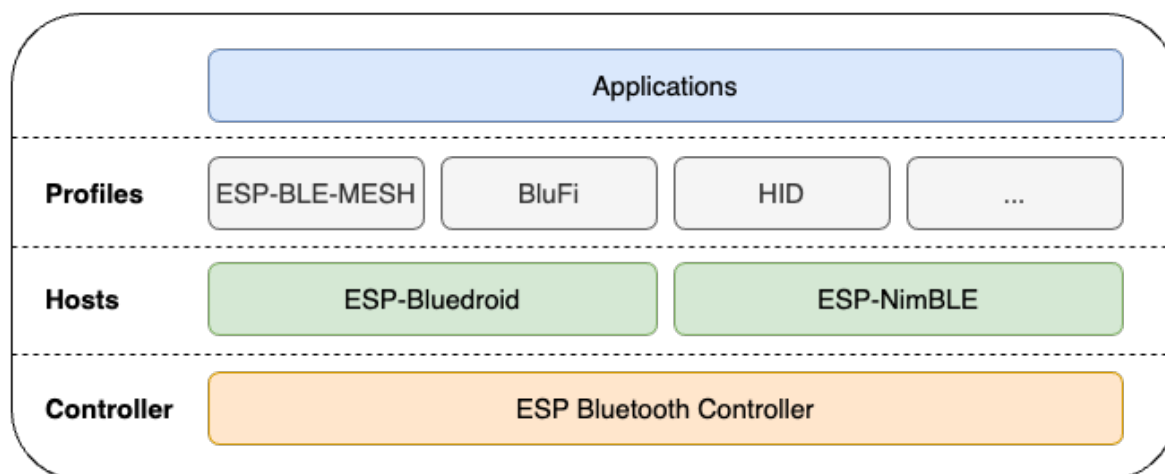 Applications
Profiles
ESP-BLE-MESH
BluFi
HID
...
Hosts
ESP-Bluedroid
ESP-NimBLE
Controller
ESP Bluetooth Controller